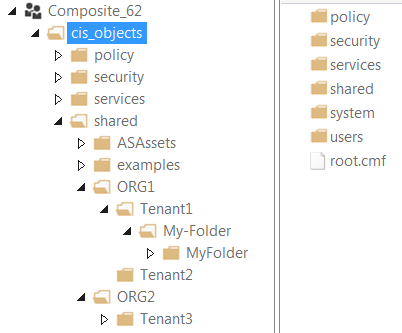 Composite_62
cis_objects
policy
security
services
shared
ASAssets
examples
ORG1
Tenant1
My-Folder
MyFolder
Tenant2
ORG2
Tenant3
policy
security
services
shared
system
users
root.cmf